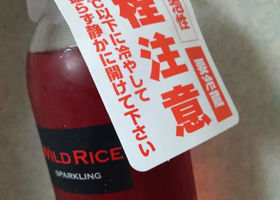 泡性
要冷蔵
栓注意
℃以下に冷やして
らず静かに開けて下さい
WILD RICE
SPARKLING